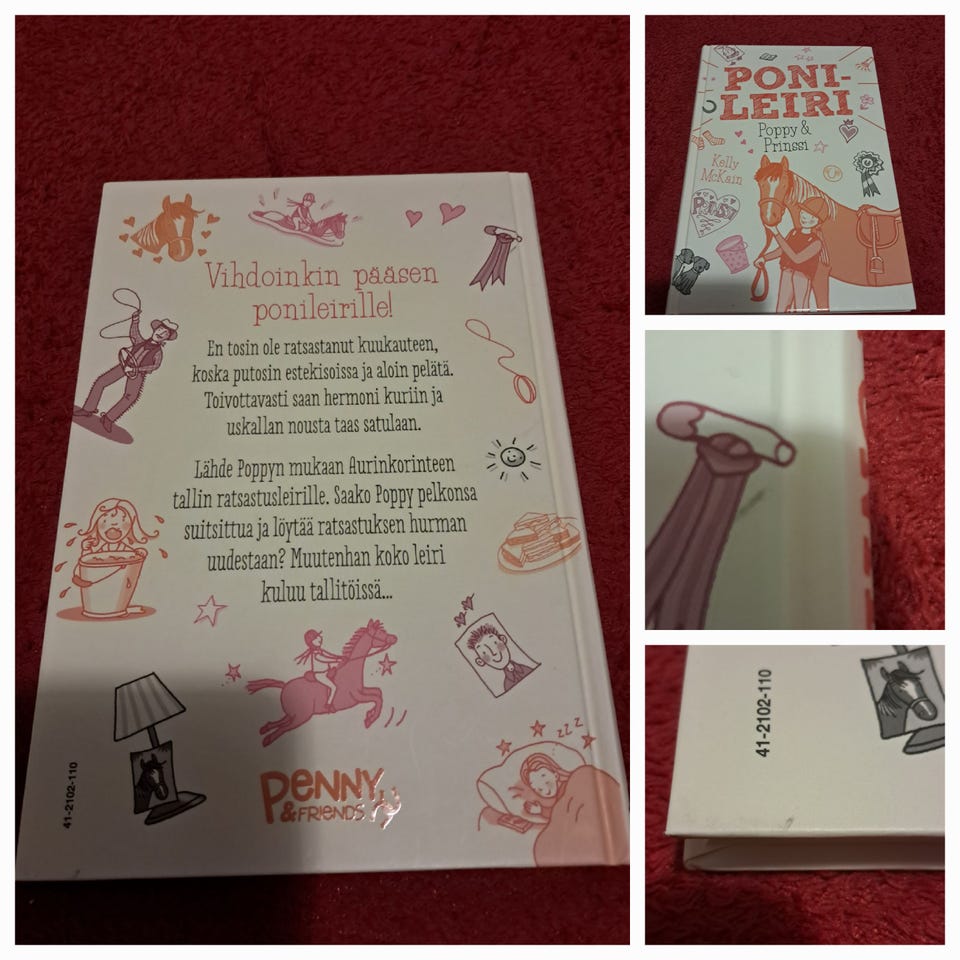 Vihdoinkin pääsen
ponileirille!
En tosin ole ratsastanut kuukauteen,
koska putosin estekisoissa ja aloin pelätä.
Toivottavasti saan hermoni kuriin ja
uskallan nousta taas satulaan.
Lähde Poppyn mukaan Aurinkorinteen
tallin ratsastusleirille. Saako Poppy pelkonsa
suitsittua ja löytää ratsastuksen hurman
uudestaan? Muutenhan koko leiri
kuluu tallitöissä...
zzz
PENNY
& FRIENDS
41-2102-110
PONI-
LEIRI
Poppy &
Prinssi
Kelly
McKain
PRINSSI
41-2102-110